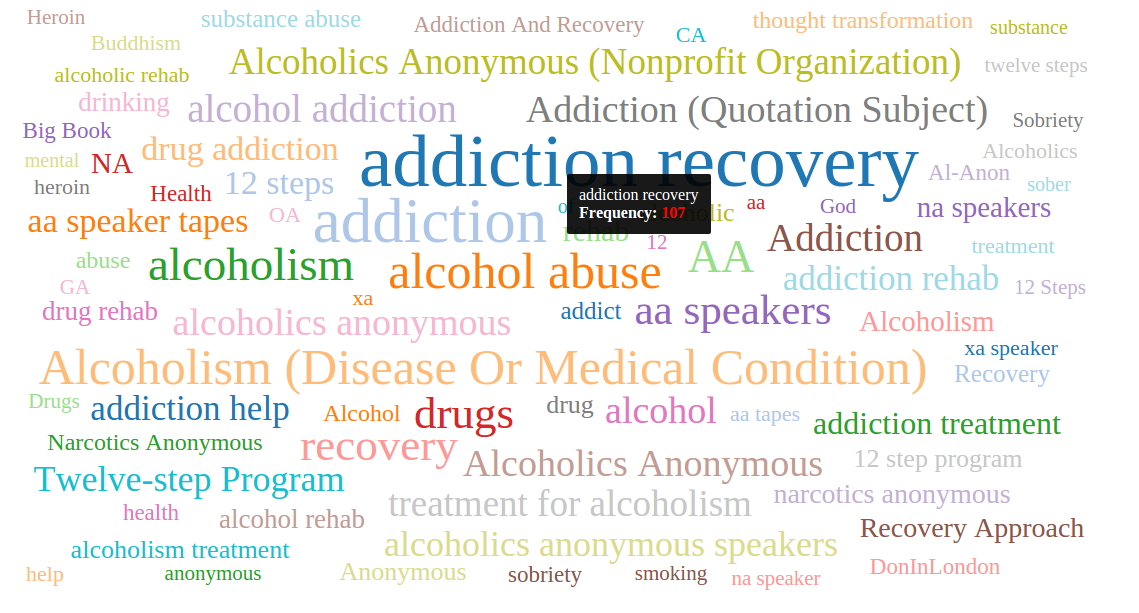 Heroin
substance abuse
Addiction And Recovery
CA
thought transformation
substance
Buddhism
Alcoholics Anonymous (Nonprofit Organization)
twelve steps
alcoholic rehab
drinking
alcohol addiction
Addiction (Quotation Subject)
Sobriety
Big Book
mental
NA
drug addiction
addiction recovery
Alcoholics
Al-Anon
sober
heroin
Health
12 steps
addiction recovery
Frequency: 107
aa
God
na speakers
aa speaker tapes
OA
addiction
rehab
12
Addiction
treatment
abuse
alcoholism
alcohol abuse
AA
addiction rehab
12 Steps
GA
xa
drug rehab
alcoholics anonymous
addict
aa speakers
Alcoholism
xa speaker
Alcoholism (Disease Or Medical Condition)
Recovery
Drugs
addiction help
Alcohol
drugs
drug
alcohol
aa tapes
addiction treatment
Narcotics Anonymous
recovery
Alcoholics Anonymous
12 step program
Twelve-step Program
treatment for alcoholism
narcotics anonymous
health
alcohol rehab
Recovery Approach
alcoholism treatment
alcoholics anonymous speakers
help
anonymous
Anonymous
sobriety
smoking
na speaker
DonInLondon